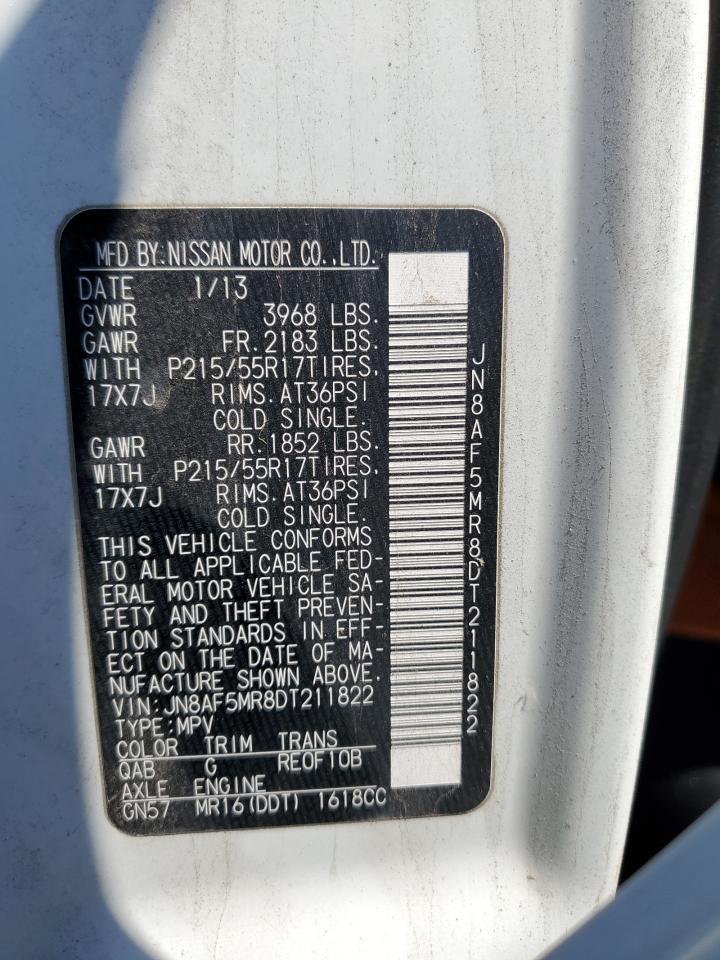 MFD BY:NISSAN MOTOR CO.,LTD.
DATE 1/13
GVWR 3968 LBS.
GAWR FR.2183 LBS.
WITH P215/55R17TIRES.
17X7J RIMS.AT36PSI
COLD SINGLE.
GAWR RR.1852 LBS.
WITH P215/55R17TIRES.
17X7J RIMS.AT36PSI
COLD SINGLE.
THIS VEHICLE CONFORMS
TO ALL APPLICABLE FED-
ERAL MOTOR VEHICLE SA-
FETY AND THEFT PREVEN-
TION STANDARDS IN EFF-
ECT ON THE DATE OF MA-
NUFACTURE SHOWN ABOVE.
VIN:JN8AF5MR8DT211822
TYPE:MPV
COLOR TRIM TRANS
QAB G REOF10B
AXLE ENGINE
GN57 MR16(DDT) 1618CC
JN8AF5MR8DT211822